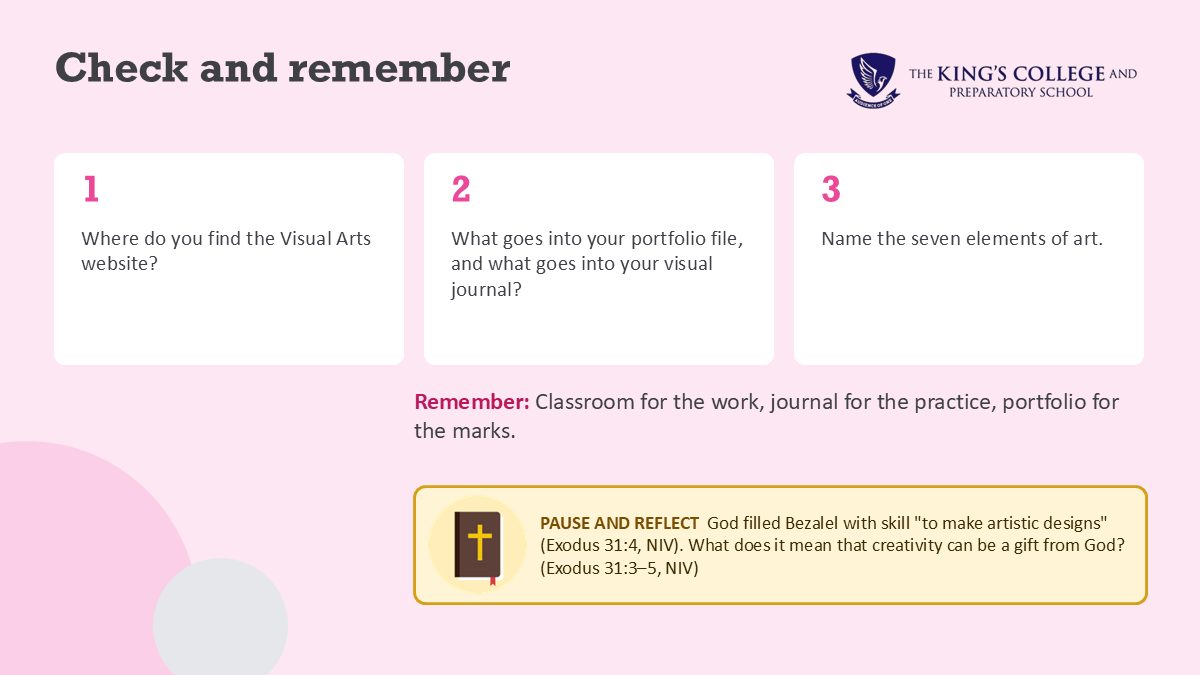 Check and remember
THE KING'S COLLEGE AND
PREPARATORY SCHOOL
AUDIENCE OF ONE
1
Where do you find the Visual Arts
website?
2
What goes into your portfolio file,
and what goes into your visual
journal?
3
Name the seven elements of art.
Remember: Classroom for the work, journal for the practice, portfolio for
the marks.
PAUSE AND REFLECT God filled Bezalel with skill "to make artistic designs"
(Exodus 31:4, NIV). What does it mean that creativity can be a gift from God?
(Exodus 31:3–5, NIV)